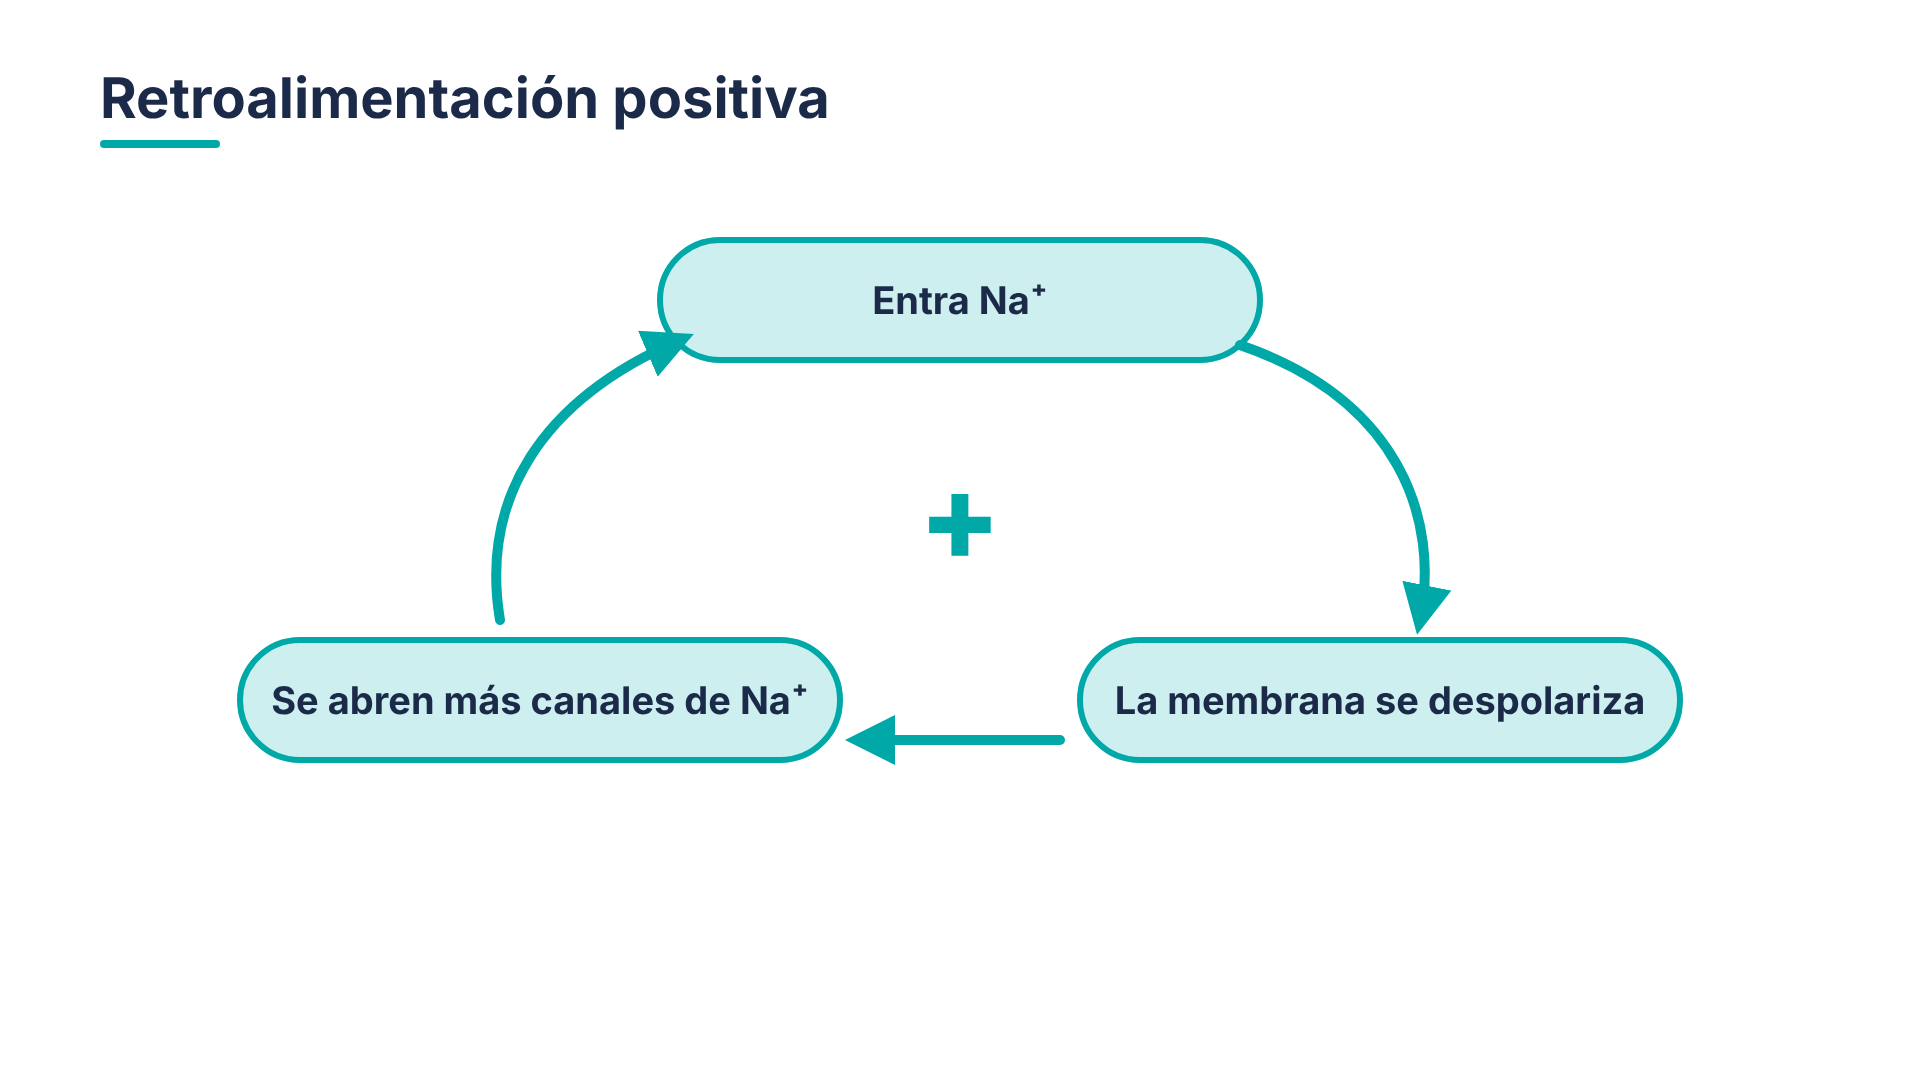 Retroalimentación positiva
Entra Na⁺
+
Se abren más canales de Na⁺
La membrana se despolariza